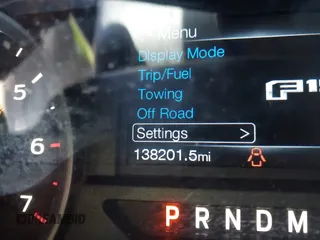 Menu
Display Mode
Trip/Fuel
Towing
Off Road
Settings >
138201.5mi
5
6
7
P R N D M